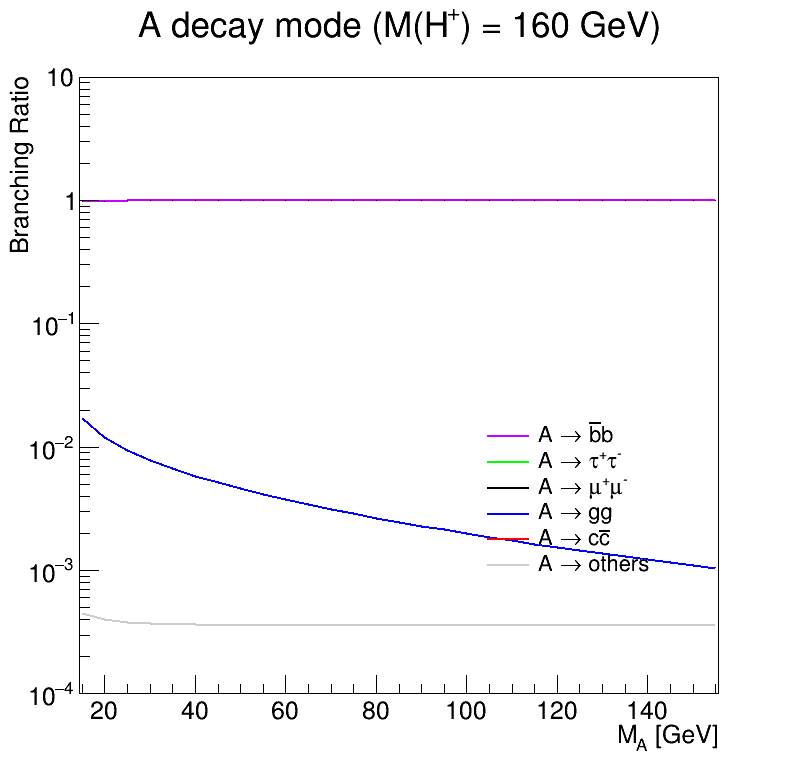 A decay mode (M(H⁺) = 160 GeV)
Branching Ratio
10
1
10⁻¹
10⁻²
10⁻³
10⁻⁴
A → b̅b
A → τ⁺τ⁻
A → μ⁺μ⁻
A → gg
A → cc̅
A → others
20 40 60 80 100 120 140
M_A [GeV]